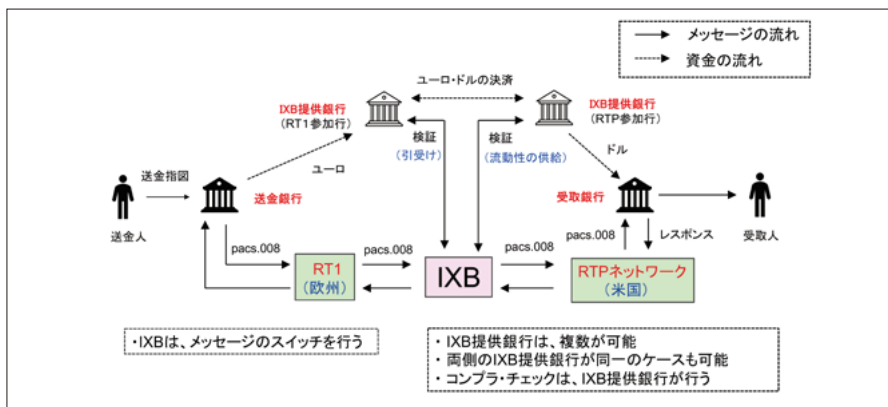 メッセージの流れ
資金の流れ
ユーロ・ドルの決済
IXB提供銀行
(RT1参加行)
IXB提供銀行
(RTP参加行)
検証
(引受け)
検証
(流動性の供給)
ユーロ
ドル
送金指図
送金人
送金銀行
受取銀行
受取人
pacs.008
pacs.008
pacs.008
pacs.008
レスポンス
RT1
(欧州)
IXB
RTPネットワーク
(米国)
・IXBは、メッセージのスイッチを行う
・ IXB提供銀行は、複数が可能
・ 両側のIXB提供銀行が同一のケースも可能
・ コンプラ・チェックは、IXB提供銀行が行う